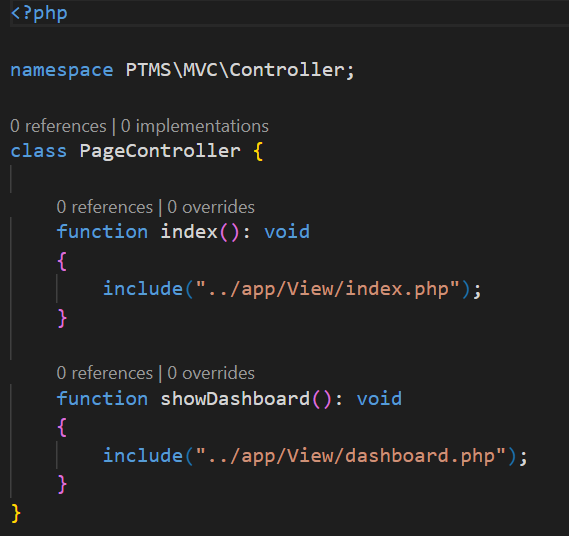 <?php
namespace PTMS\MVC\Controller;
0 references | 0 implementations
class PageController {
0 references | 0 overrides
function index(): void
{
include("../app/View/index.php");
}
0 references | 0 overrides
function showDashboard(): void
{
include("../app/View/dashboard.php");
}
}